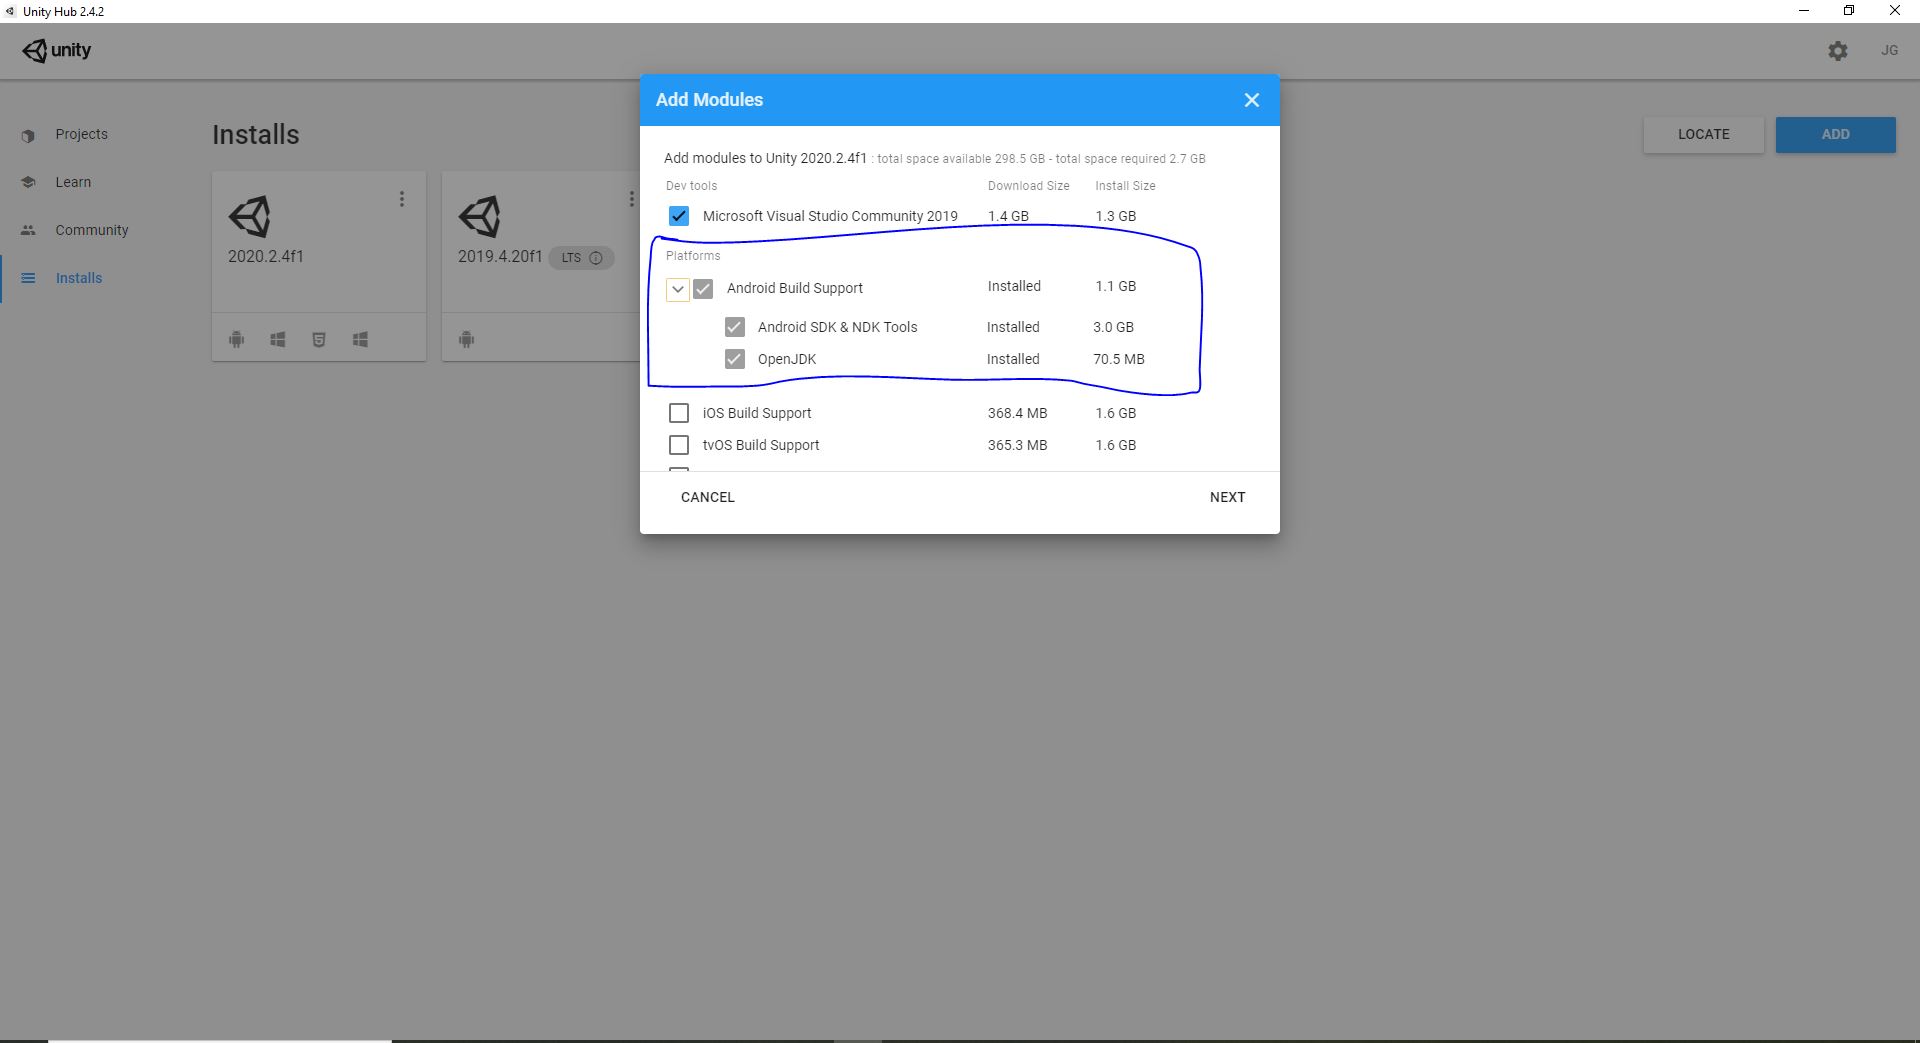 Unity Hub 2.4.2
unity
JG
Projects
Learn
Community
Installs
Installs
LOCATE
ADD
2020.2.4f1
2019.4.20f1 LTS
Add Modules
Add modules to Unity 2020.2.4f1 : total space available 298.5 GB - total space required 2.7 GB
Dev tools Download Size Install Size
Microsoft Visual Studio Community 2019 1.4 GB 1.3 GB
Platforms
Android Build Support Installed 1.1 GB
Android SDK & NDK Tools Installed 3.0 GB
OpenJDK Installed 70.5 MB
iOS Build Support 368.4 MB 1.6 GB
tvOS Build Support 365.3 MB 1.6 GB
CANCEL NEXT